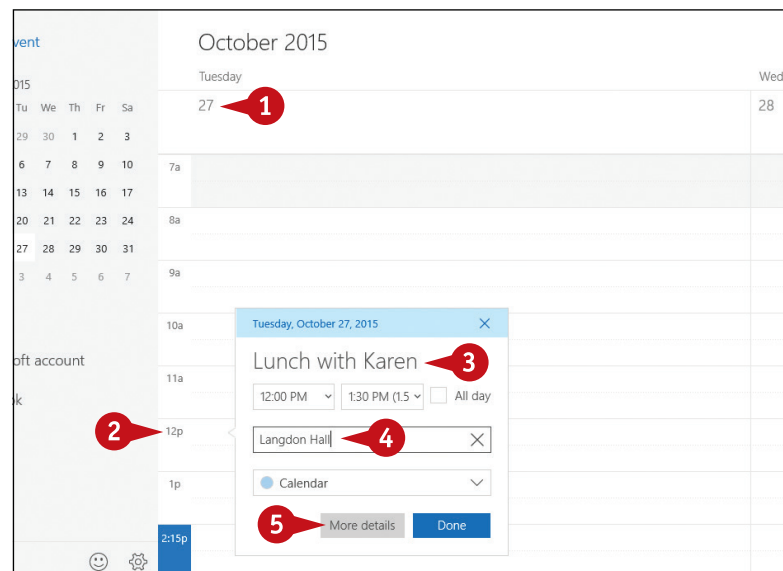 vent
October 2015
Tuesday
Wed
015
27
1
28
Tu We Th Fr Sa
29 30 1 2 3
6 7 8 9 10
13 14 15 16 17
20 21 22 23 24
27 28 29 30 31
3 4 5 6 7
7a
8a
9a
10a
11a
2
12p
1p
2:15p
Tuesday, October 27, 2015
Lunch with Karen
3
12:00 PM
1:30 PM (1.5
All day
Langdon Hall
4
Calendar
5
More details
Done
oft account
k